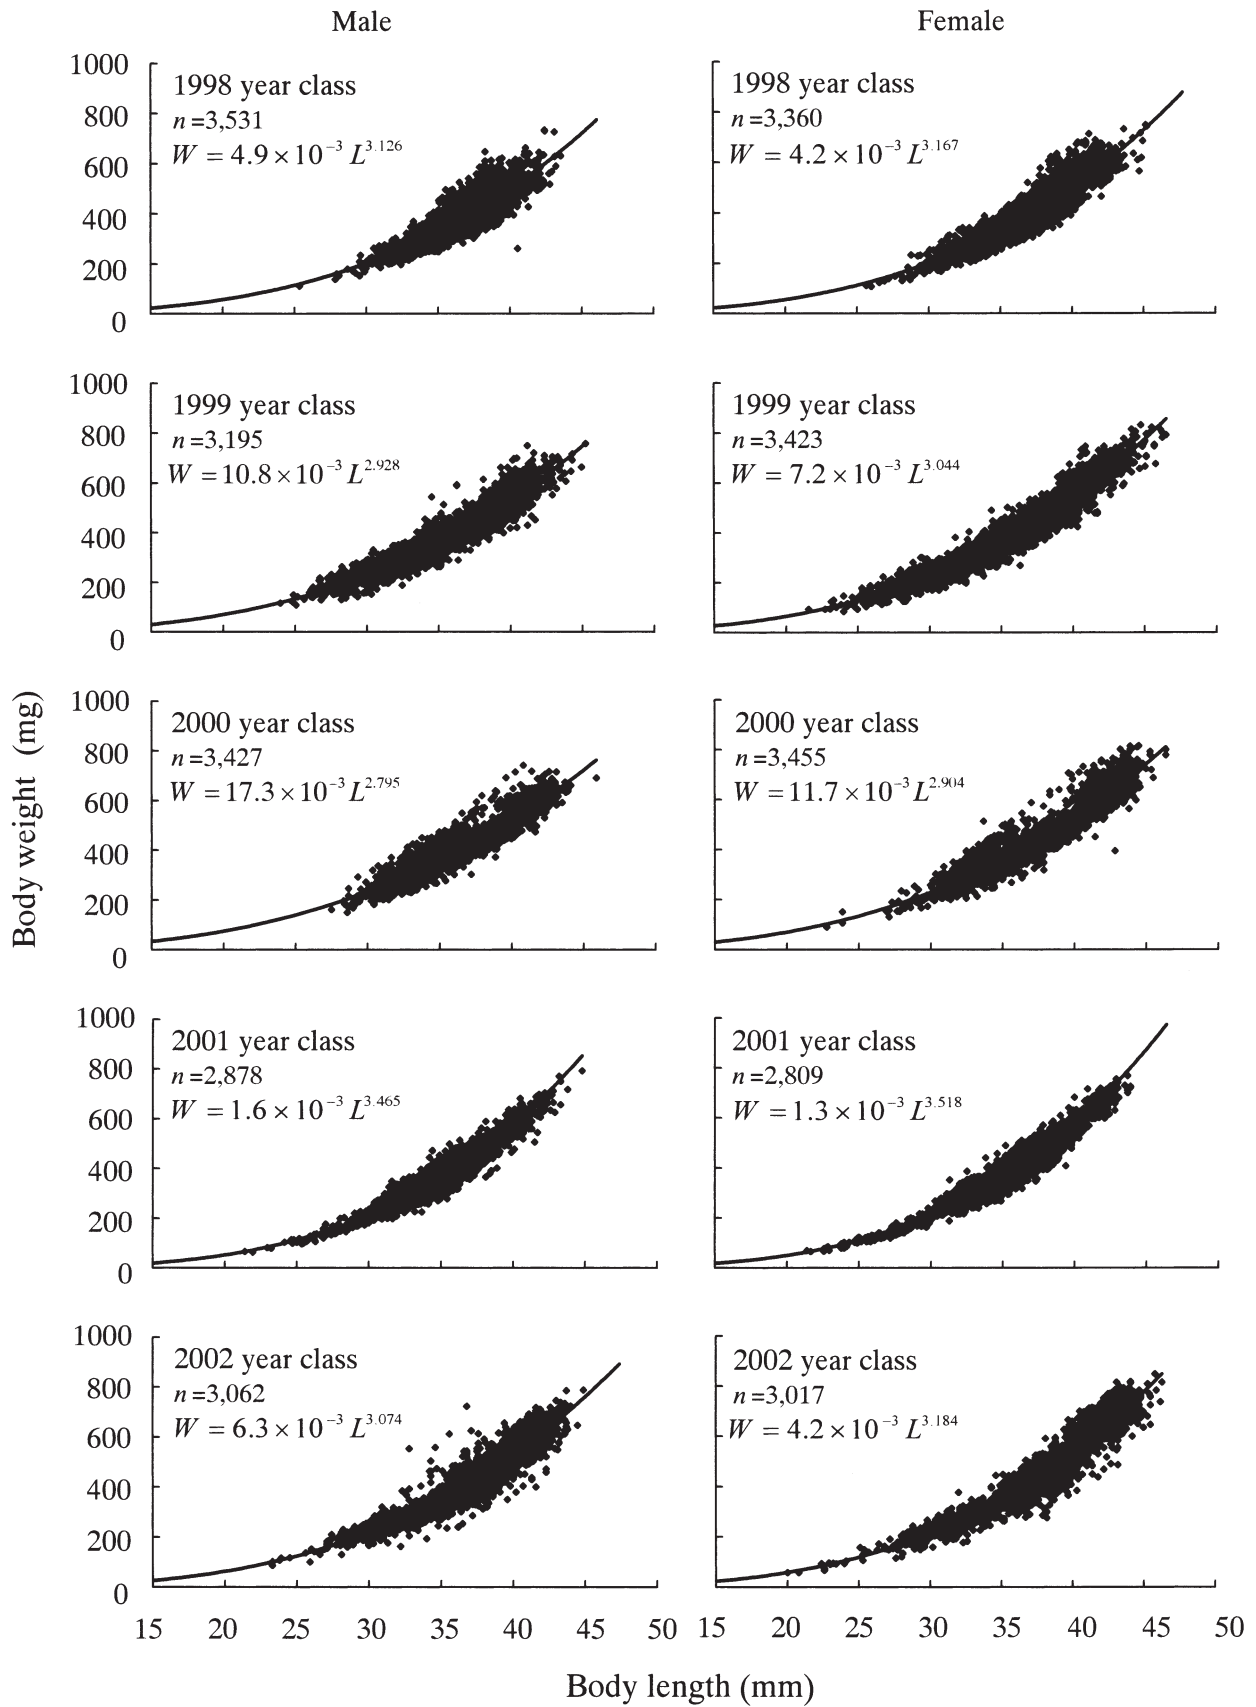 Male
Female
1000
800
600
400
200
0
1998 year class
n=3,531
W = 4.9×10⁻³ L³·¹²⁶
1998 year class
n=3,360
W = 4.2×10⁻³ L³·¹⁶⁷
1000
800
600
400
200
0
1999 year class
n=3,195
W =10.8×10⁻³ L²·⁹²⁸
1999 year class
n=3,423
W = 7.2×10⁻³ L³·⁰⁴⁴
Body weight (mg)
1000
800
600
400
200
0
2000 year class
n=3,427
W =17.3×10⁻³ L²·⁷⁹⁵
2000 year class
n=3,455
W =11.7×10⁻³ L²·⁹⁰⁴
1000
800
600
400
200
0
2001 year class
n=2,878
W =1.6×10⁻³ L³·⁴⁶⁵
2001 year class
n=2,809
W =1.3×10⁻³ L³·⁵¹⁸
1000
800
600
400
200
0
2002 year class
n=3,062
W = 6.3×10⁻³ L³·⁰⁷⁴
2002 year class
n=3,017
W = 4.2×10⁻³ L³·¹⁸⁴
15 20 25 30 35 40 45 50 15 20 25 30 35 40 45 50
Body length (mm)